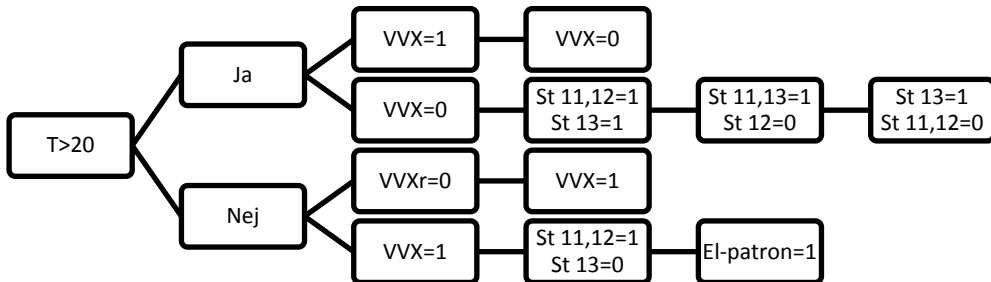 T>20
Ja
VVX=1
VVX=0
VVX=0
St 11,12=1
St 13=1
St 11,13=1
St 12=0
St 13=1
St 11,12=0
Nej
VVXr=0
VVX=1
VVX=1
St 11,12=1
St 13=0
El-patron=1